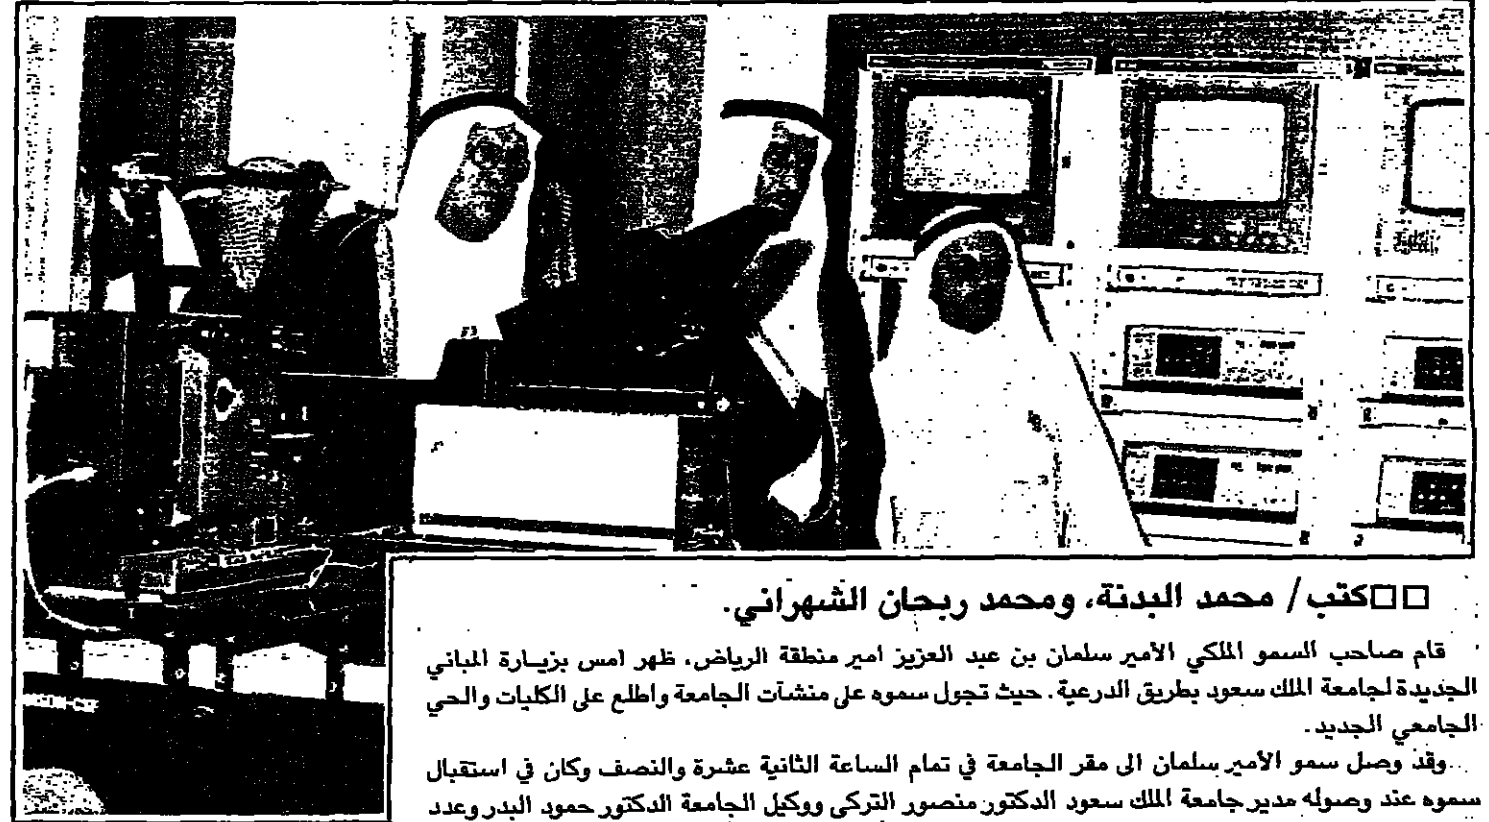 □□كتب/ محمد البدنة، ومحمد ريحان الشهراني.
قام صاحب السمو الملكي الأمير سلمان بن عبد العزيز امير منطقة الرياض، ظهر امس بزيارة المباني
الجديدة لجامعة الملك سعود بطريق الدرعية. حيث تجول سموه على منشآت الجامعة واطلع على الكليات والحي
الجامعي الجديد.
وقد وصل سمو الأمير سلمان الى مقر الجامعة في تمام الساعة الثانية عشرة والنصف وكان في استقبال
سموه عند وصوله مدير جامعة الملك سعود الدكتور منصور التركى ووكيل الجامعة الدكتور حمود البدر وعدد